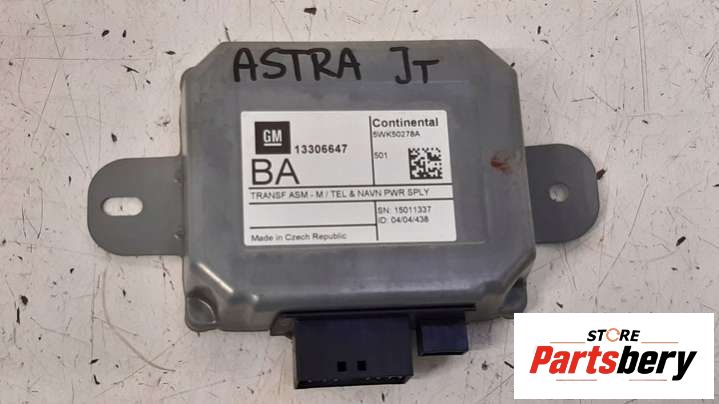 ASTRA JT
GM
13306647
BA
Continental
5WK50278A
501
TRANSF ASM - M / TEL & NAVN PWR SPLY
SN: 15011337
ID: 04/04/438
Made in Czech Republic
STORE
Partsbery